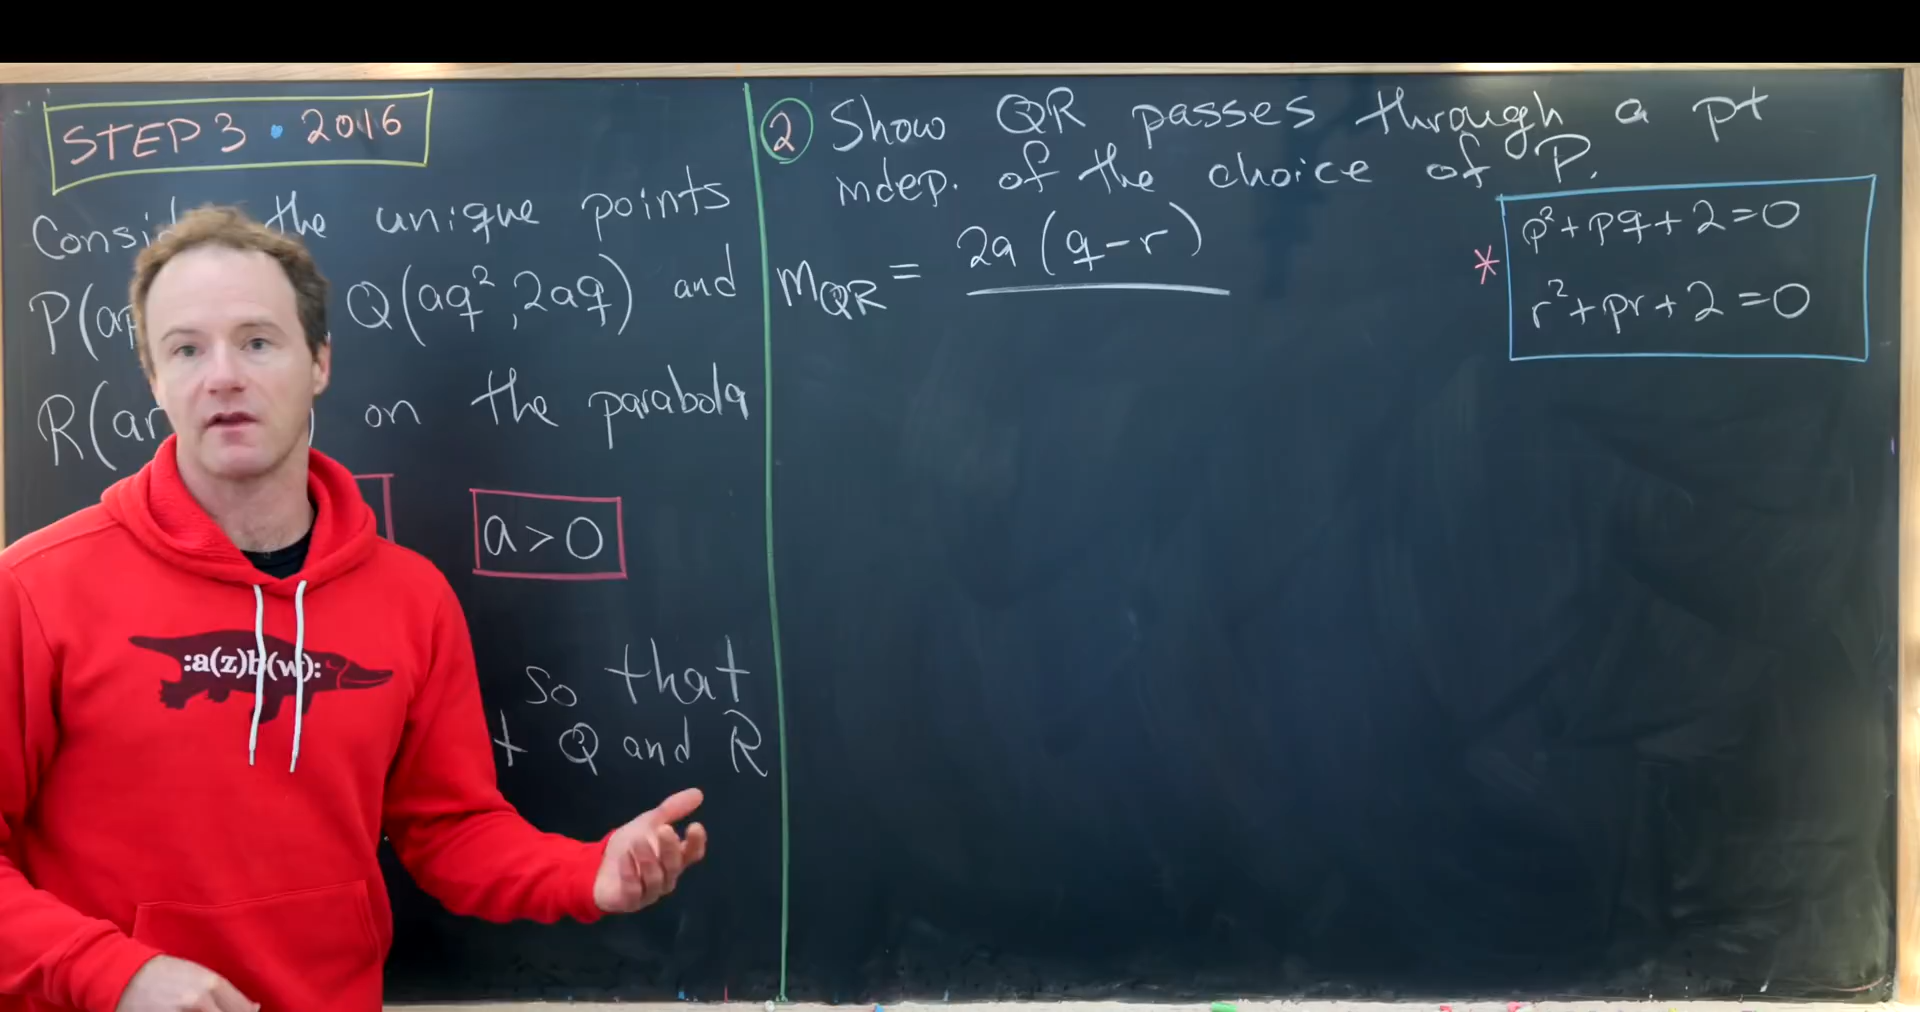 STEP 3 • 2016
the unique points
P(ap Q(aq², 2aq) and
R(ar ) on the parabola
a > 0
so that
Q and R
② Show QR passes through a pt
indep. of the choice of P.
m_QR = 2a(q-r)
* p²+pq+2=0
r²+pr+2=0
:a(z)b(w):